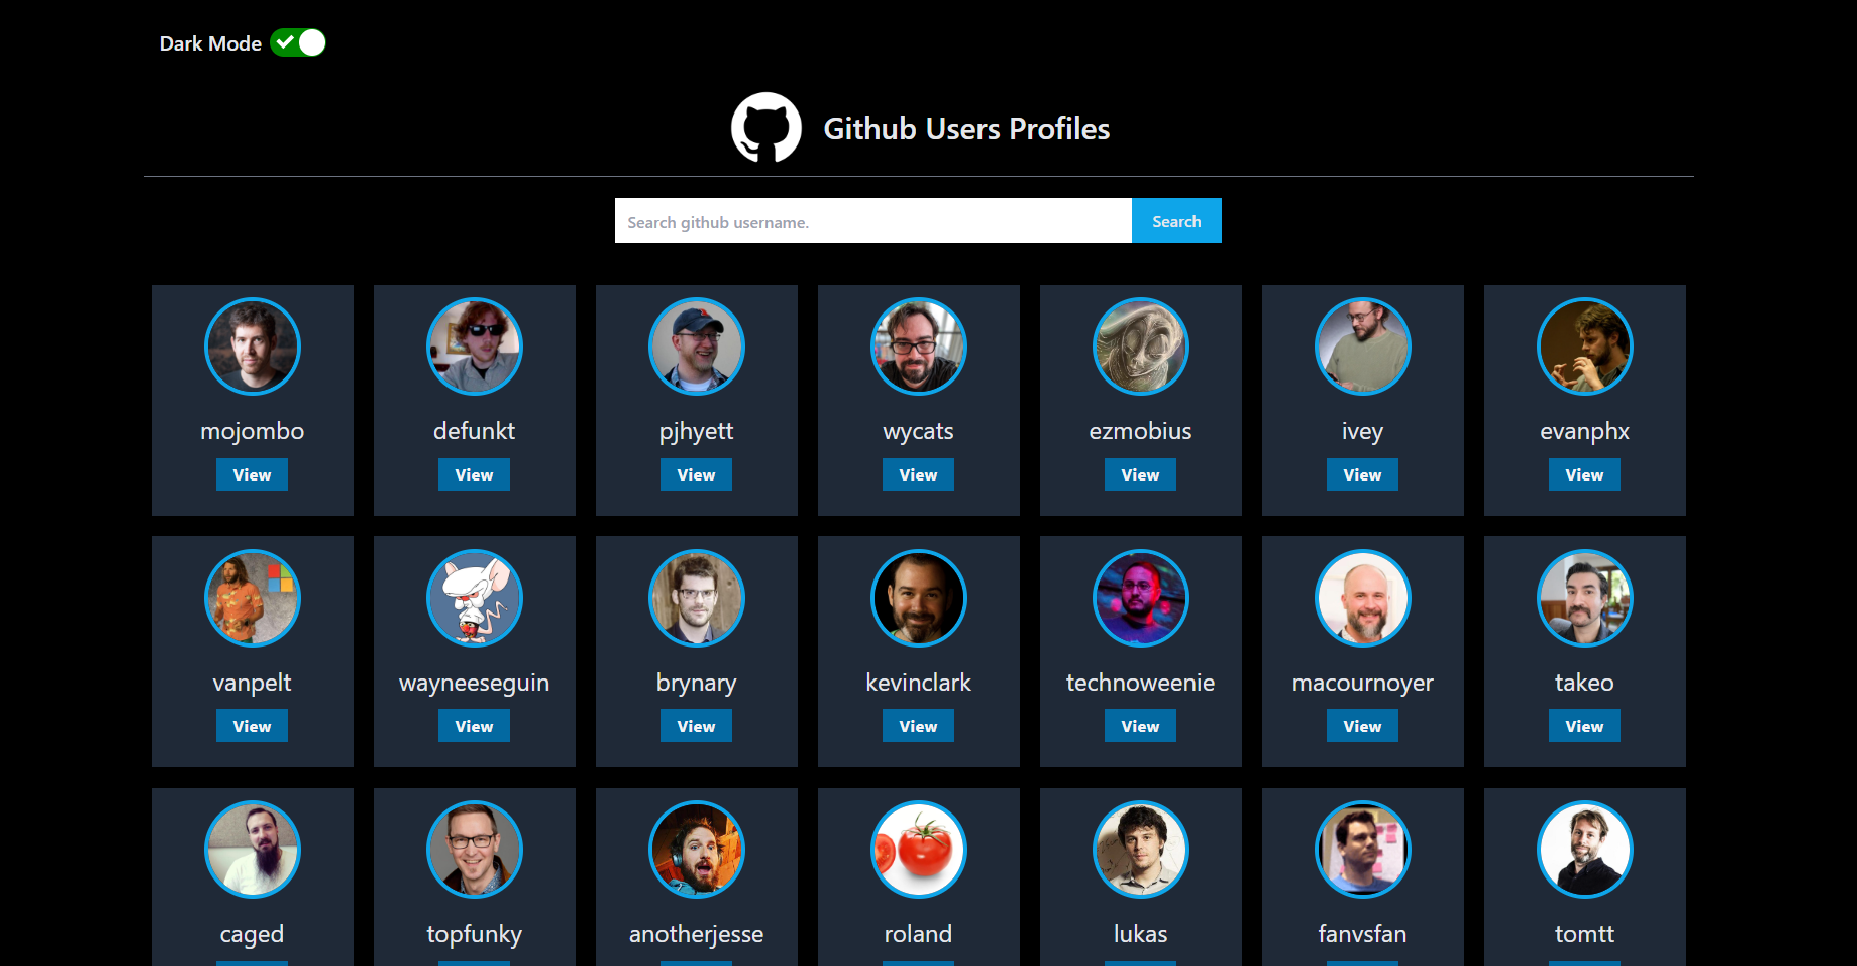 Dark Mode
Github Users Profiles
Search github username. Search
mojombo defunkt pjhyett wycats ezmobius ivey evanphx
View View View View View View View
vanpelt wayneeseguin brynary kevinclark technoweenie macournoyer takeo
View View View View View View View
caged topfunky anotherjesse roland lukas fanvsfan tomtt